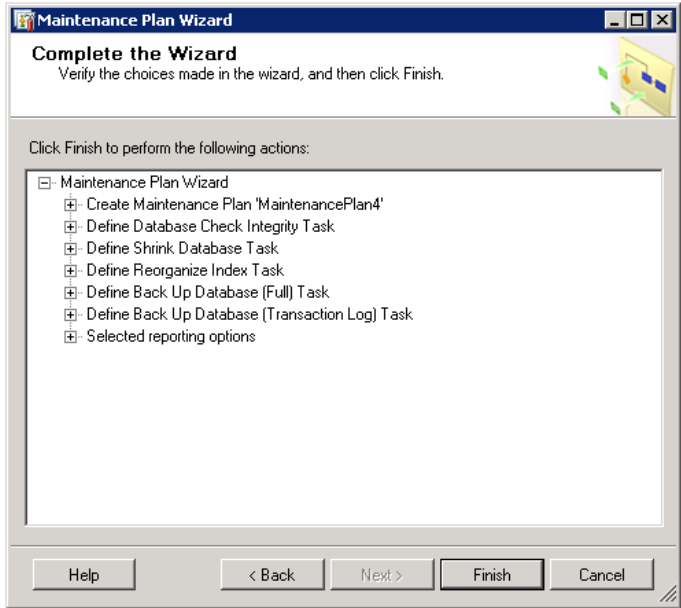 Maintenance Plan Wizard
Complete the Wizard
Verify the choices made in the wizard, and then click Finish.
Click Finish to perform the following actions:
Maintenance Plan Wizard
Create Maintenance Plan 'MaintenancePlan4'
Define Database Check Integrity Task
Define Shrink Database Task
Define Reorganize Index Task
Define Back Up Database (Full) Task
Define Back Up Database (Transaction Log) Task
Selected reporting options
Help < Back Next > Finish Cancel